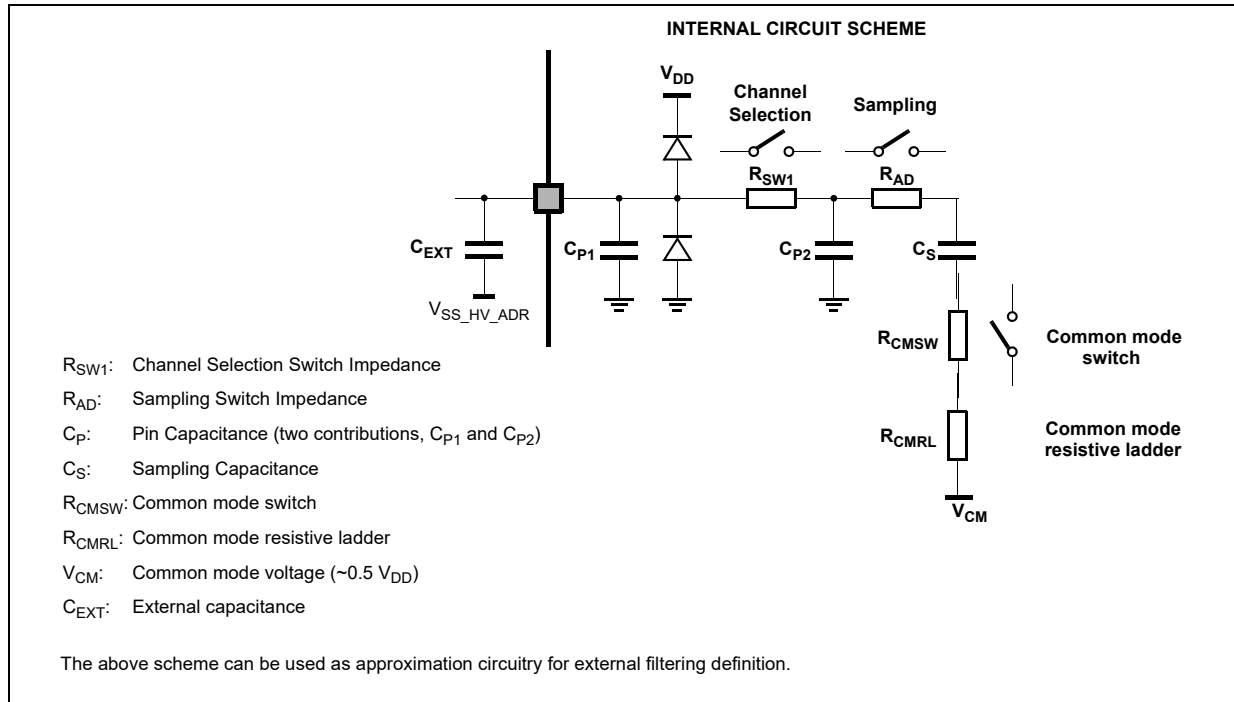 INTERNAL CIRCUIT SCHEME
VDD
Channel
Selection
Sampling
RSW1
RAD
CEXT
CP1
CP2
CS
VSS_HV_ADR
RCMSW
Common mode
switch
RCMRL
Common mode
resistive ladder
VCM
RSW1: Channel Selection Switch Impedance
RAD: Sampling Switch Impedance
CP: Pin Capacitance (two contributions, CP1 and CP2)
CS: Sampling Capacitance
RCMSW: Common mode switch
RCMRL: Common mode resistive ladder
VCM: Common mode voltage (~0.5 VDD)
CEXT: External capacitance
The above scheme can be used as approximation circuitry for external filtering definition.